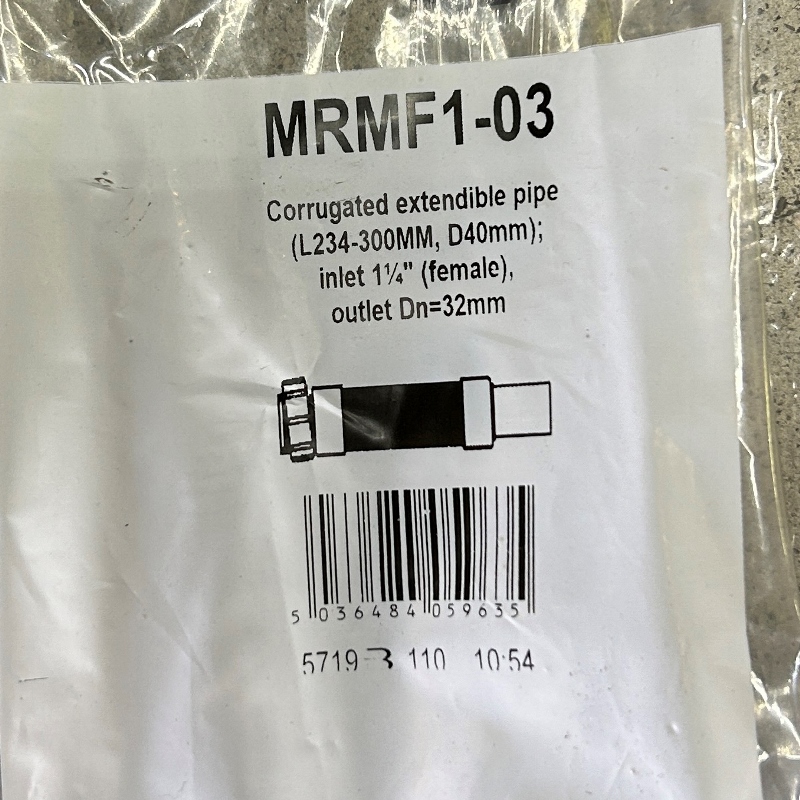 MRMF1-03
Corrugated extendible pipe
(L234-300MM, D40mm);
inlet 1¼" (female),
outlet Dn=32mm
5 036484 059635
5719 3 110 10:54